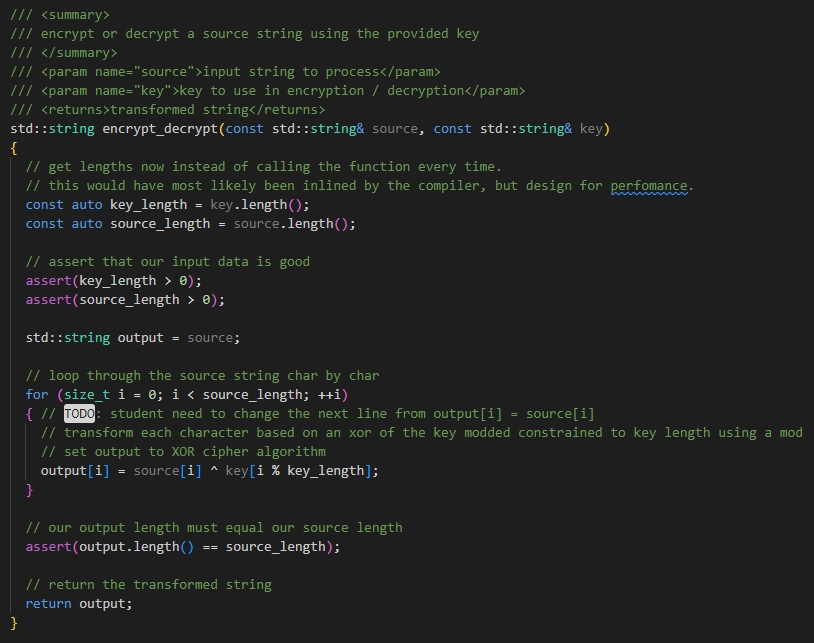 /// <summary>
/// encrypt or decrypt a source string using the provided key
/// </summary>
/// <param name="source">input string to process</param>
/// <param name="key">key to use in encryption / decryption</param>
/// <returns>transformed string</returns>
std::string encrypt_decrypt(const std::string& source, const std::string& key)
{
  // get lengths now instead of calling the function every time.
  // this would have most likely been inlined by the compiler, but design for perfomance.
  const auto key_length = key.length();
  const auto source_length = source.length();

  // assert that our input data is good
  assert(key_length > 0);
  assert(source_length > 0);

  std::string output = source;

  // loop through the source string char by char
  for (size_t i = 0; i < source_length; ++i)
  { // TODO: student need to change the next line from output[i] = source[i]
    // transform each character based on an xor of the key modded constrained to key length using a mod
    // set output to XOR cipher algorithm
    output[i] = source[i] ^ key[i % key_length];
  }

  // our output length must equal our source length
  assert(output.length() == source_length);

  // return the transformed string
  return output;
}